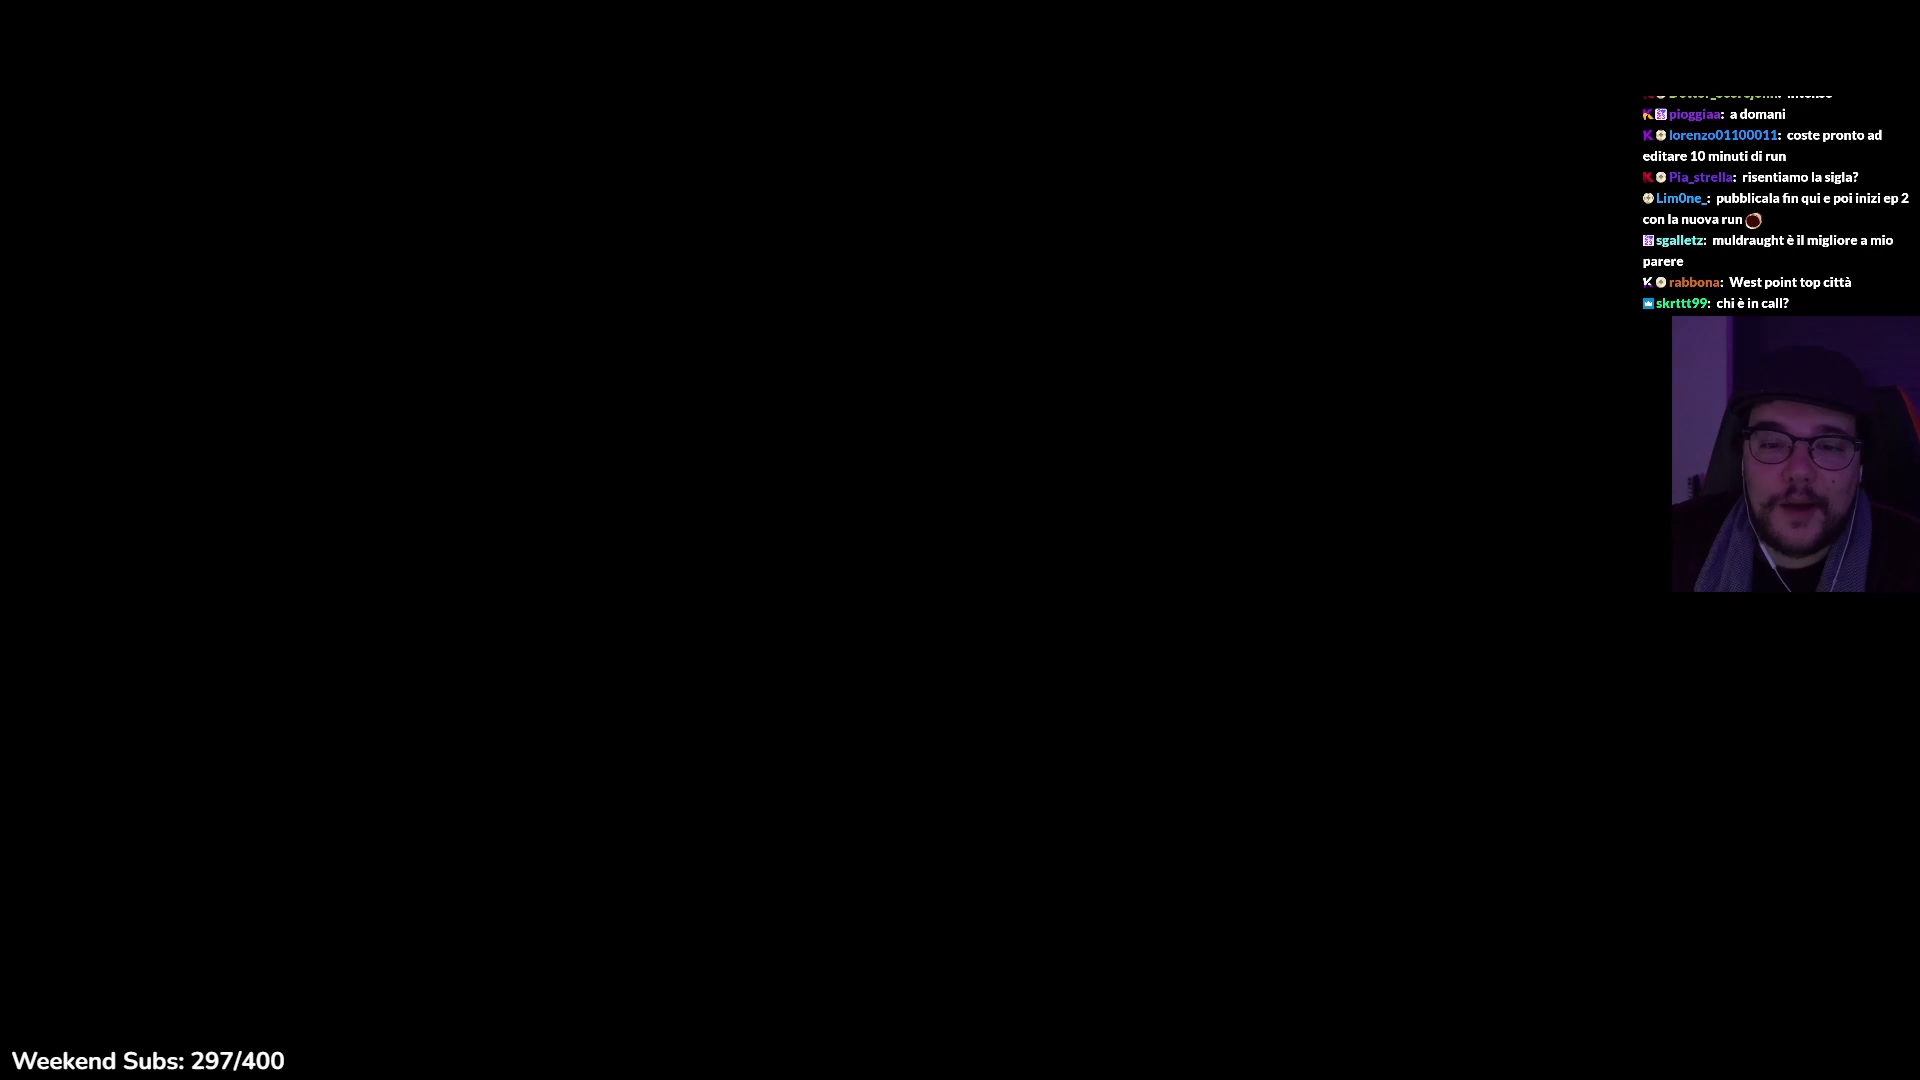 pioggiaa: a domani
lorenzo01100011: coste pronto ad
editare 10 minuti di run
Pia_strella: risentiamo la sigla?
Lim0ne_: pubblicala fin qui e poi inizi ep 2
con la nuova run
sgalletz: muldraught è il migliore a mio
parere
rabbona: West point top città
skrttt99: chi è in call?
Weekend Subs: 297/400